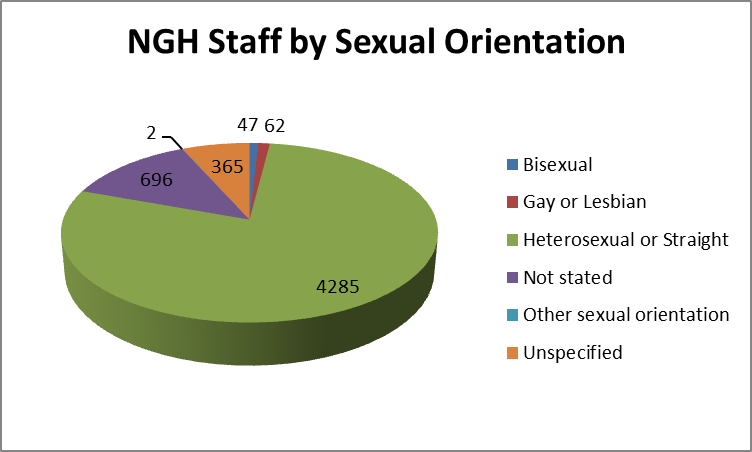 NGH Staff by Sexual Orientation
47 62
2
365
696
4285
Bisexual
Gay or Lesbian
Heterosexual or Straight
Not stated
Other sexual orientation
Unspecified